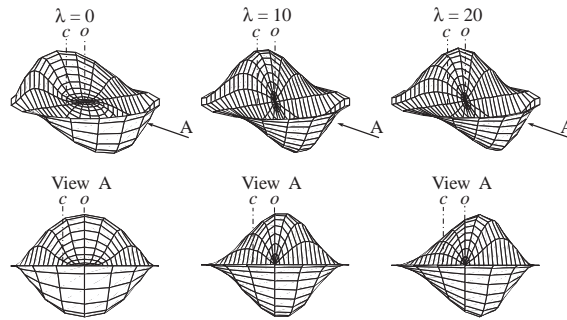 λ = 0 λ = 10 λ = 20
c o c o c o
A A A
View A View A View A
c o c o c o